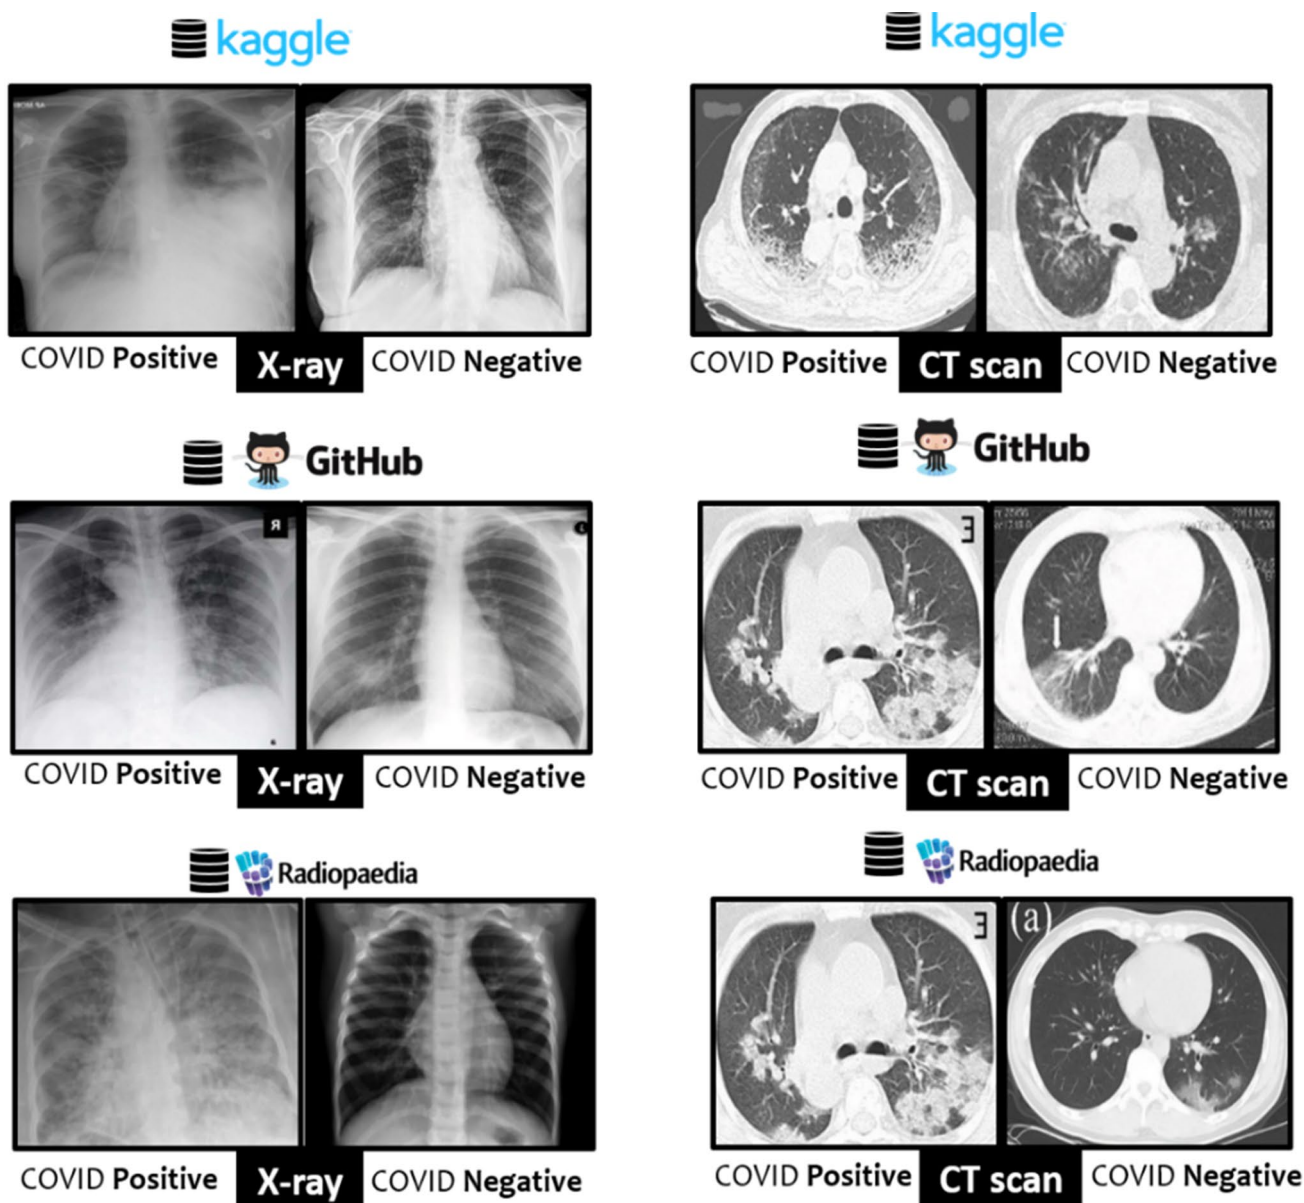 kaggle
kaggle
COVID Positive X-ray COVID Negative
COVID Positive CT scan COVID Negative
GitHub
GitHub
R
E
COVID Positive X-ray COVID Negative
COVID Positive CT scan COVID Negative
Radiopaedia
Radiopaedia
E
(a)
COVID Positive X-ray COVID Negative
COVID Positive CT scan COVID Negative